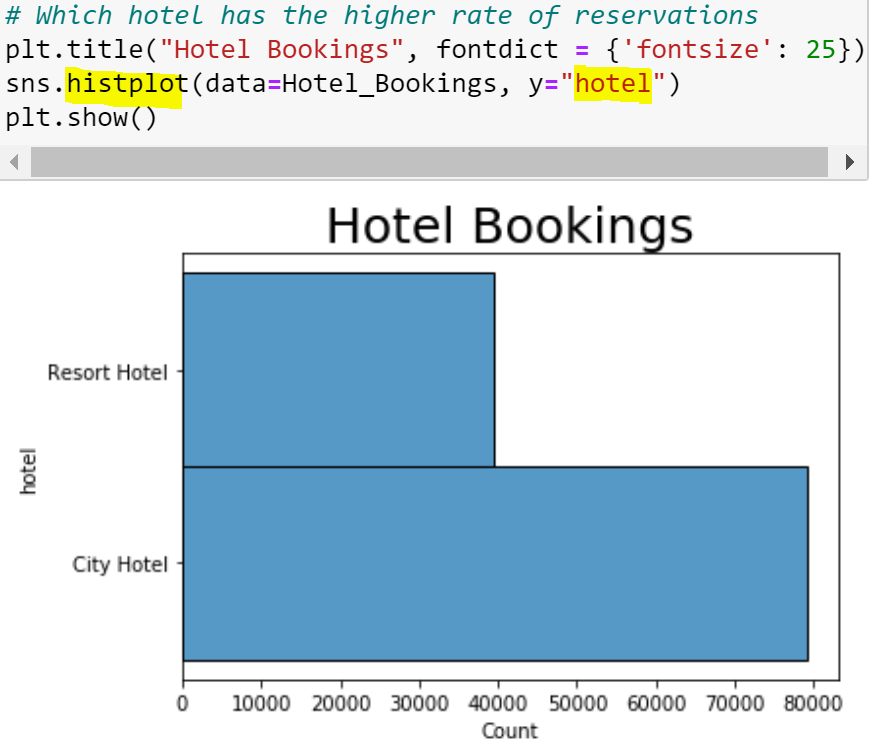 # Which hotel has the higher rate of reservations
plt.title("Hotel Bookings", fontdict = {'fontsize': 25})
sns.histplot(data=Hotel_Bookings, y="hotel")
plt.show()
Hotel Bookings
Resort Hotel
hotel
City Hotel
0 10000 20000 30000 40000 50000 60000 70000 80000
Count